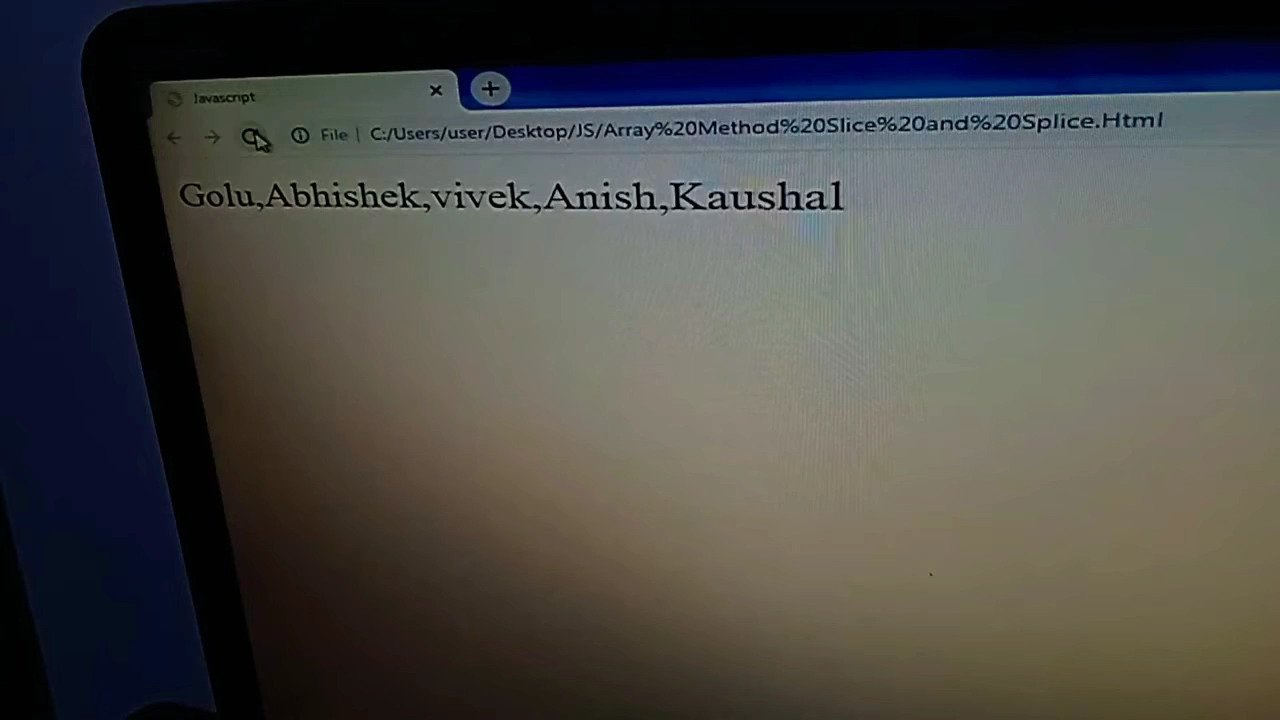 Javascript
File | C:/Users/user/Desktop/JS/Array%20Method%20Slice%20and%20Splice.Html
Golu,Abhishek,vivek,Anish,Kaushal